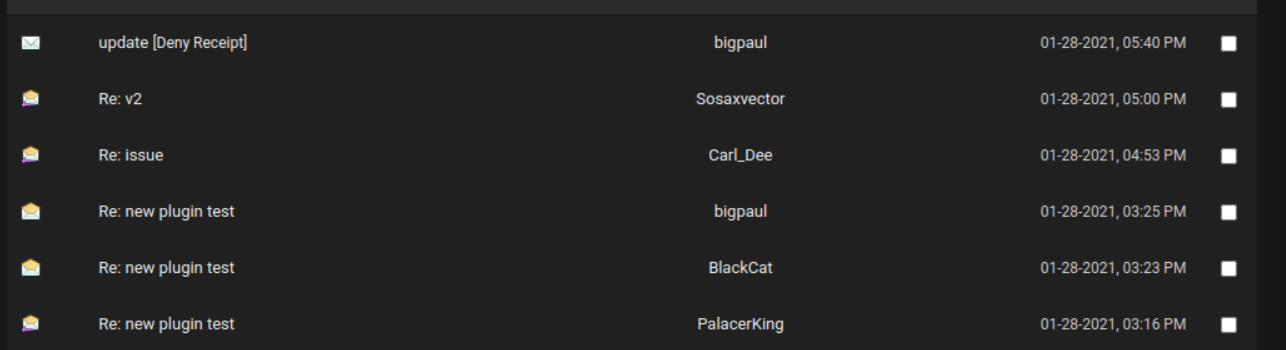 update [Deny Receipt] bigpaul 01-28-2021, 05:40 PM
Re: v2 Sosaxvector 01-28-2021, 05:00 PM
Re: issue Carl_Dee 01-28-2021, 04:53 PM
Re: new plugin test bigpaul 01-28-2021, 03:25 PM
Re: new plugin test BlackCat 01-28-2021, 03:23 PM
Re: new plugin test PalacerKing 01-28-2021, 03:16 PM